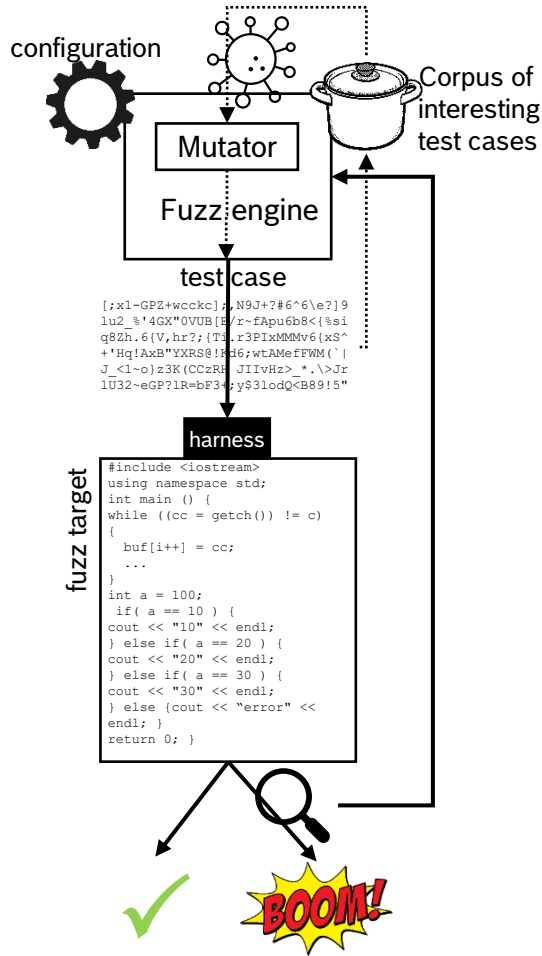 configuration
Corpus of
interesting
test cases
Mutator
Fuzz engine
test case
[;x1-GPZ+wcckc];,N9J+?#6^6\e?]9
lu2_%'4GX"0VUB[E/r~fApu6b8<{%si
q8Zh.6{V,hr?;{Ti.r3PIxMMMv6{xS^
+'Hq!AxB"YXRS@!Kd6;wtAMefFWM(`|
J_<1~o}z3K(CCzRH JIIvHz>_*.\>Jr
lU32~eGP?lR=bF3+;y$3lodQ<B89!5"
harness
fuzz target
#include <iostream>
using namespace std;
int main () {
while ((cc = getch()) != c)
{
buf[i++] = cc;
...
}
int a = 100;
if( a == 10 ) {
cout << "10" << endl;
} else if( a == 20 ) {
cout << "20" << endl;
} else if( a == 30 ) {
cout << "30" << endl;
} else {cout << “error" <<
endl; }
return 0; }
BOOM!